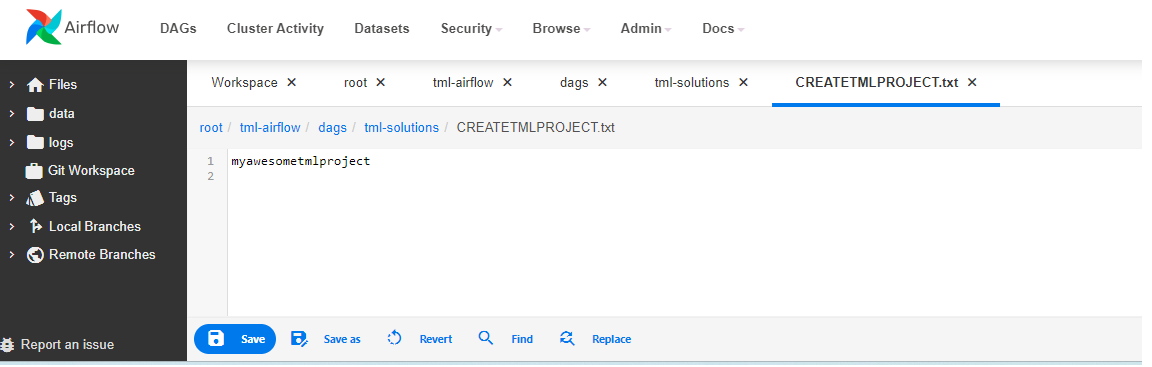 Airflow DAGs Cluster Activity Datasets Security Browse Admin Docs
Files
data
logs
Git Workspace
Tags
Local Branches
Remote Branches
Report an issue
Workspace × root × tml-airflow × dags × tml-solutions × CREATETMLPROJECT.txt ×
root / tml-airflow / dags / tml-solutions / CREATETMLPROJECT.txt
1 myawesometmlproject
2
Save Save as Revert Find Replace